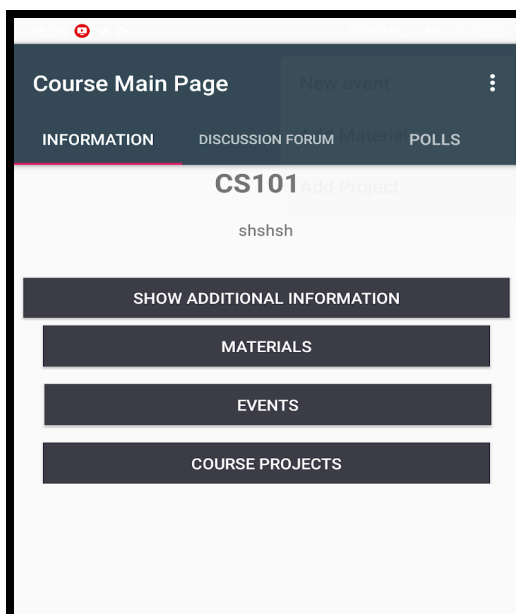 Course Main Page
New event
INFORMATION
DISCUSSION FORUM
Material
POLLS
CS101
Add Project
shshsh
SHOW ADDITIONAL INFORMATION
MATERIALS
EVENTS
COURSE PROJECTS